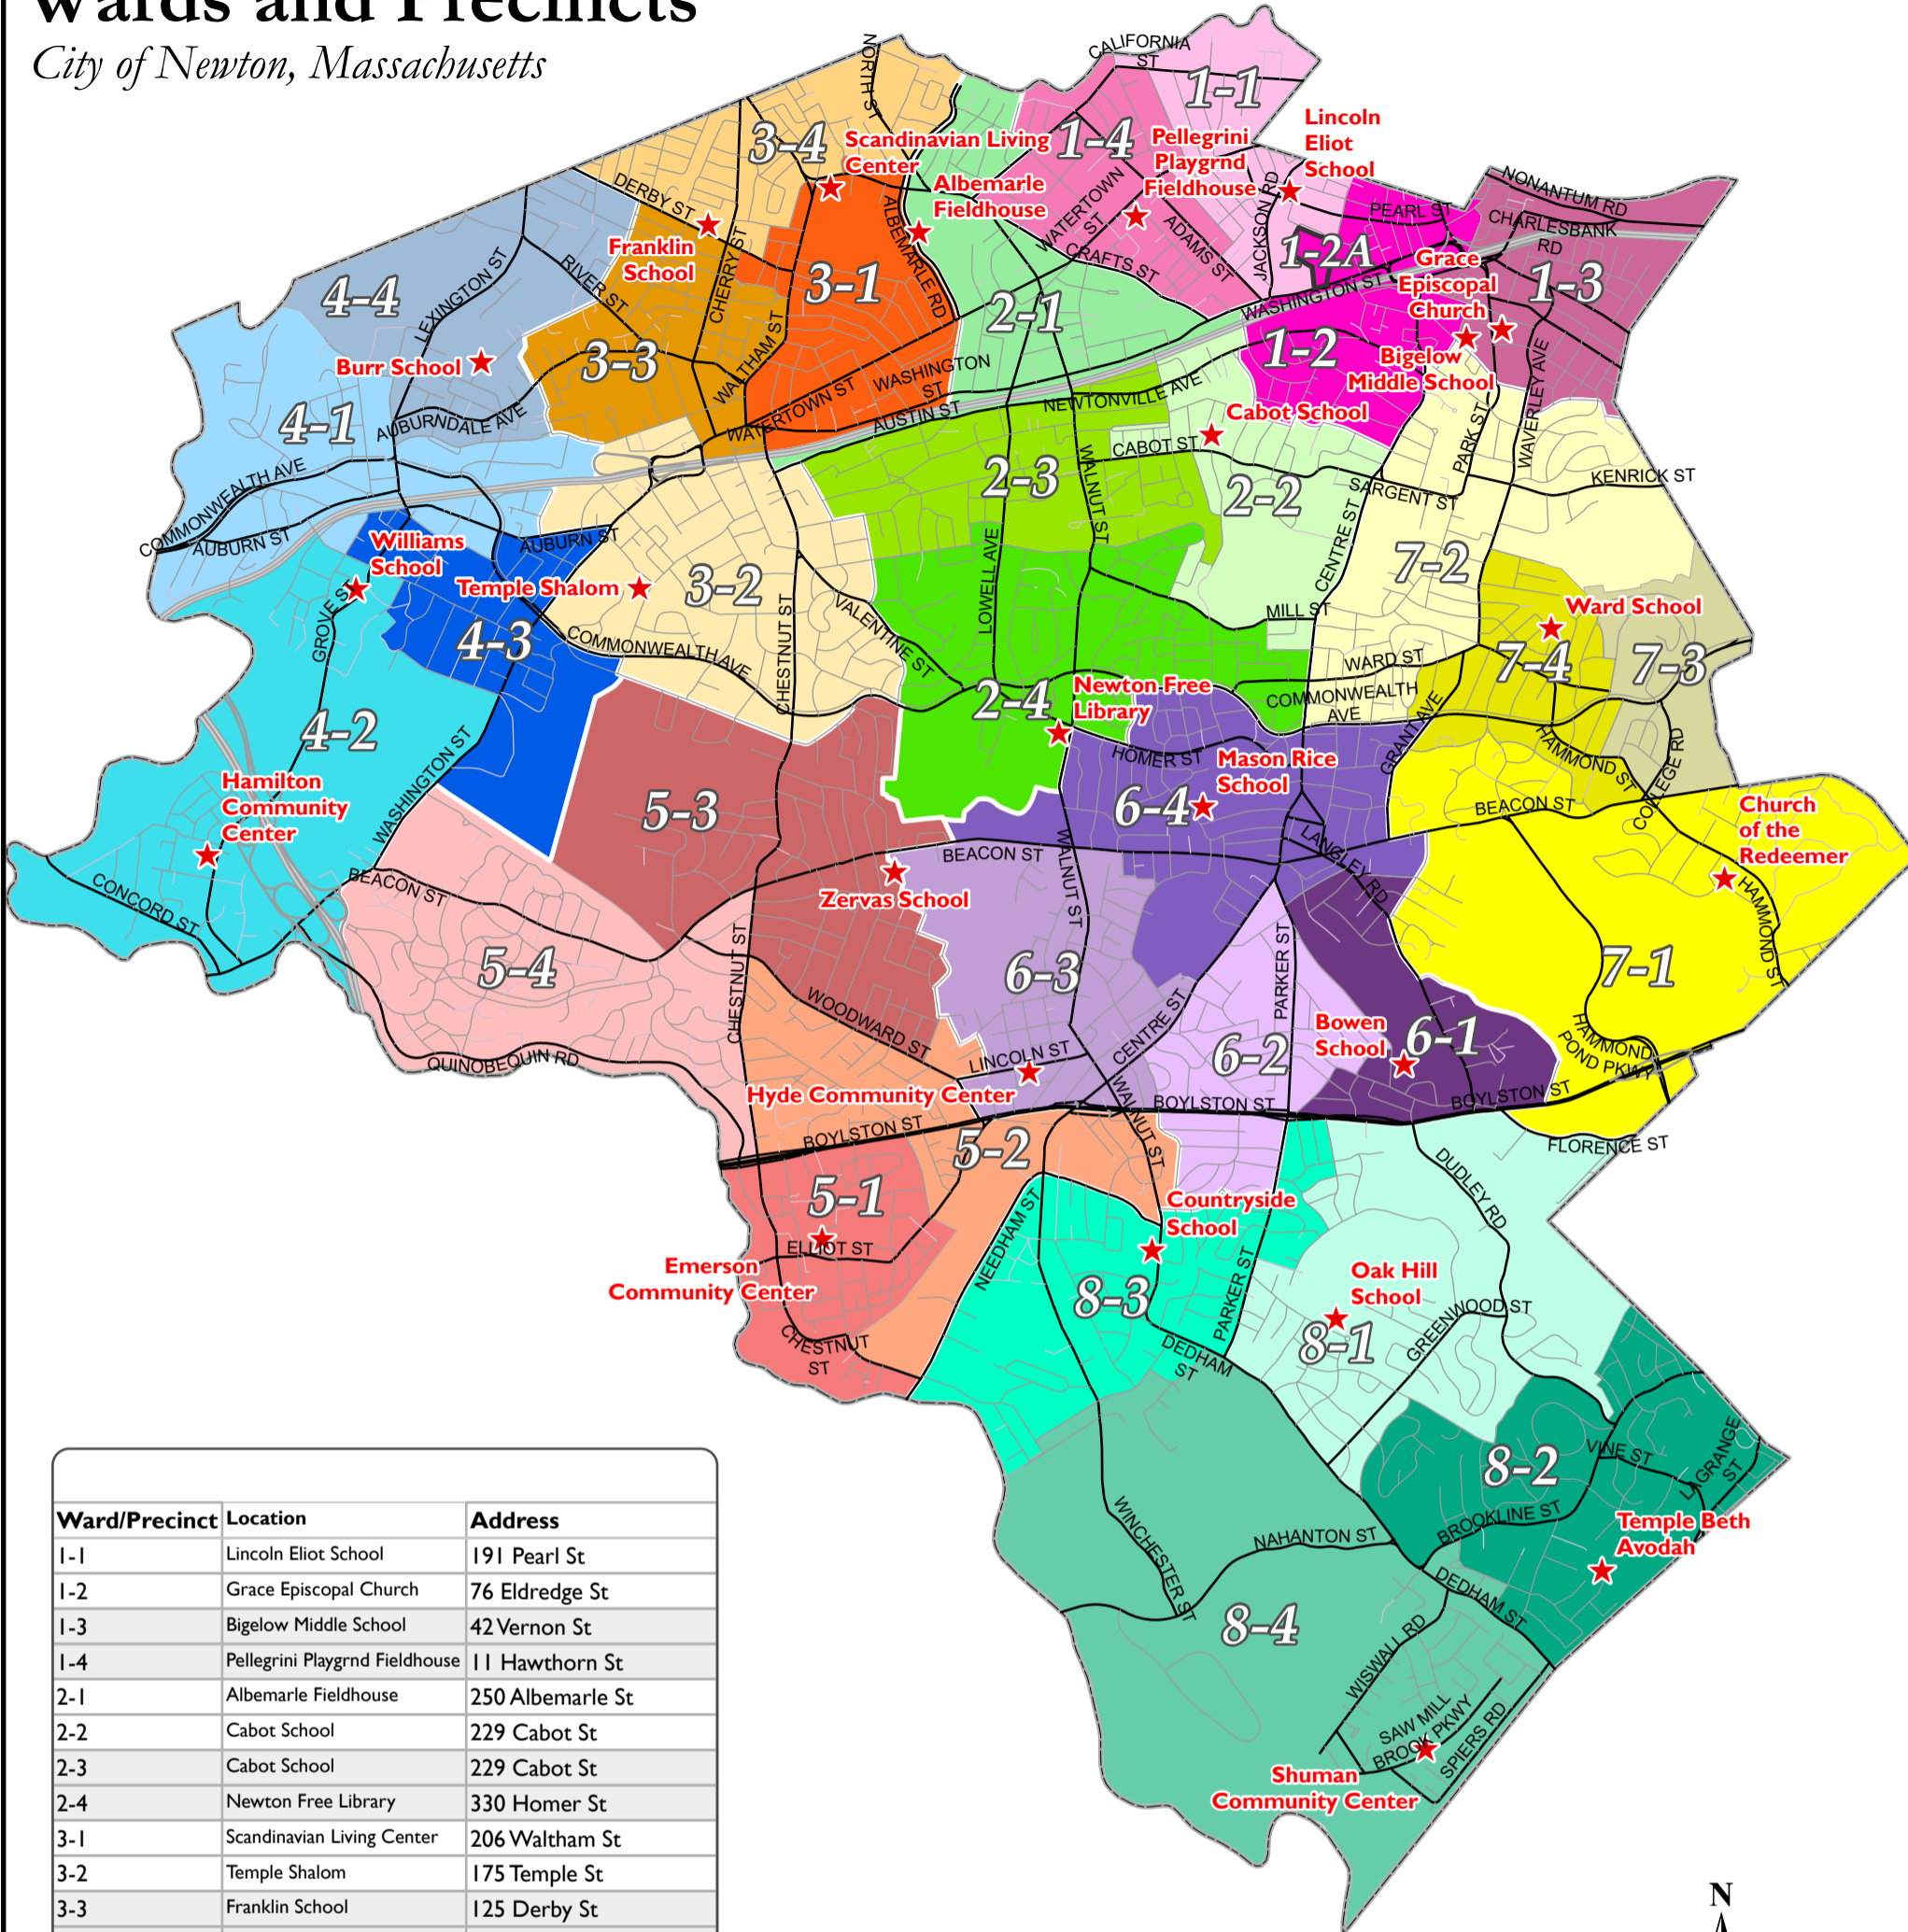 Wards and Precincts
City of Newton, Massachusetts
NORTH ST
CALIFORNIA
ST
1-1
Lincoln
Eliot
School
3-4
Scandinavian Living
Center
1-4
Pellegrini
Playgrnd
Fieldhouse
NONANTUM RD
DERBY ST
Albemarle
Fieldhouse
WATERTOWN
ST
ADAMS ST
JACKSON RD
PEARL ST
CHARLESBANK
RD
Franklin
School
CHERRY ST
ALBEMARLE RD
CRAFTS ST
1-2A
Grace
Episcopal
Church
1-3
4-4
LEXINGTON ST
RIVER ST
3-1
2-1
WASHINGTON ST
Burr School
3-3
WALTHAM ST
WASHINGTON
ST
1-2
Bigelow
Middle School
WAVERLEY AVE
4-1
AUBURNDALE AVE
WATERTOWN ST
AUSTIN ST
NEWTONVILLE AVE
Cabot School
CABOT ST
PARK ST
COMMONWEALTH AVE
AUBURN ST
2-3
WALNUT ST
2-2
SARGENT ST
KENRICK ST
Williams
School
AUBURN ST
CENTRE ST
7-2
GROVE ST
Temple Shalom
3-2
LOWELL AVE
MILL ST
Ward School
4-3
COMMONWEALTH AVE
CHESTNUT ST
VALENTINE ST
WARD ST
7-4
7-3
4-2
2-4
Newton Free
Library
COMMONWEALTH
AVE
GRANT AVE
WASHINGTON ST
HOMER ST
Mason Rice
School
HAMMOND ST
COLLEGE RD
Hamilton
Community
Center
5-3
6-4
BEACON ST
Church
of the
Redeemer
BEACON ST
WALNUT ST
LANGLEY RD
CONCORD ST
BEACON ST
Zervas School
HAMMOND ST
5-4
CHESTNUT ST
6-3
PARKER ST
7-1
WOODWARD ST
CENTRE ST
Bowen
School
6-1
HAMMOND
POND PKWY
QUINOBEQUIN RD
LINCOLN ST
6-2
Hyde Community Center
WALNUT ST
BOYLSTON ST
BOYLSTON ST
BOYLSTON ST
5-2
FLORENCE ST
5-1
DUDLEY RD
Countryside
School
ELLIOT ST
NEEDHAM ST
Emerson
Community Center
8-3
PARKER ST
Oak Hill
School
8-1
GREENWOOD ST
CHESTNUT
ST
DEDHAM
ST
8-2
VINE ST
LAGRANGE
ST
WINCHESTER ST
NAHANTON ST
BROOKLINE ST
Temple Beth
Avodah
8-4
DEDHAM ST
WISWALL RD
SAW MILL
BROOK PKWY
SPIERS RD
Shuman
Community Center
N
Ward/Precinct Location Address
1-1 Lincoln Eliot School 191 Pearl St
1-2 Grace Episcopal Church 76 Eldredge St
1-3 Bigelow Middle School 42 Vernon St
1-4 Pellegrini Playgrnd Fieldhouse 11 Hawthorn St
2-1 Albemarle Fieldhouse 250 Albemarle St
2-2 Cabot School 229 Cabot St
2-3 Cabot School 229 Cabot St
2-4 Newton Free Library 330 Homer St
3-1 Scandinavian Living Center 206 Waltham St
3-2 Temple Shalom 175 Temple St
3-3 Franklin School 125 Derby St